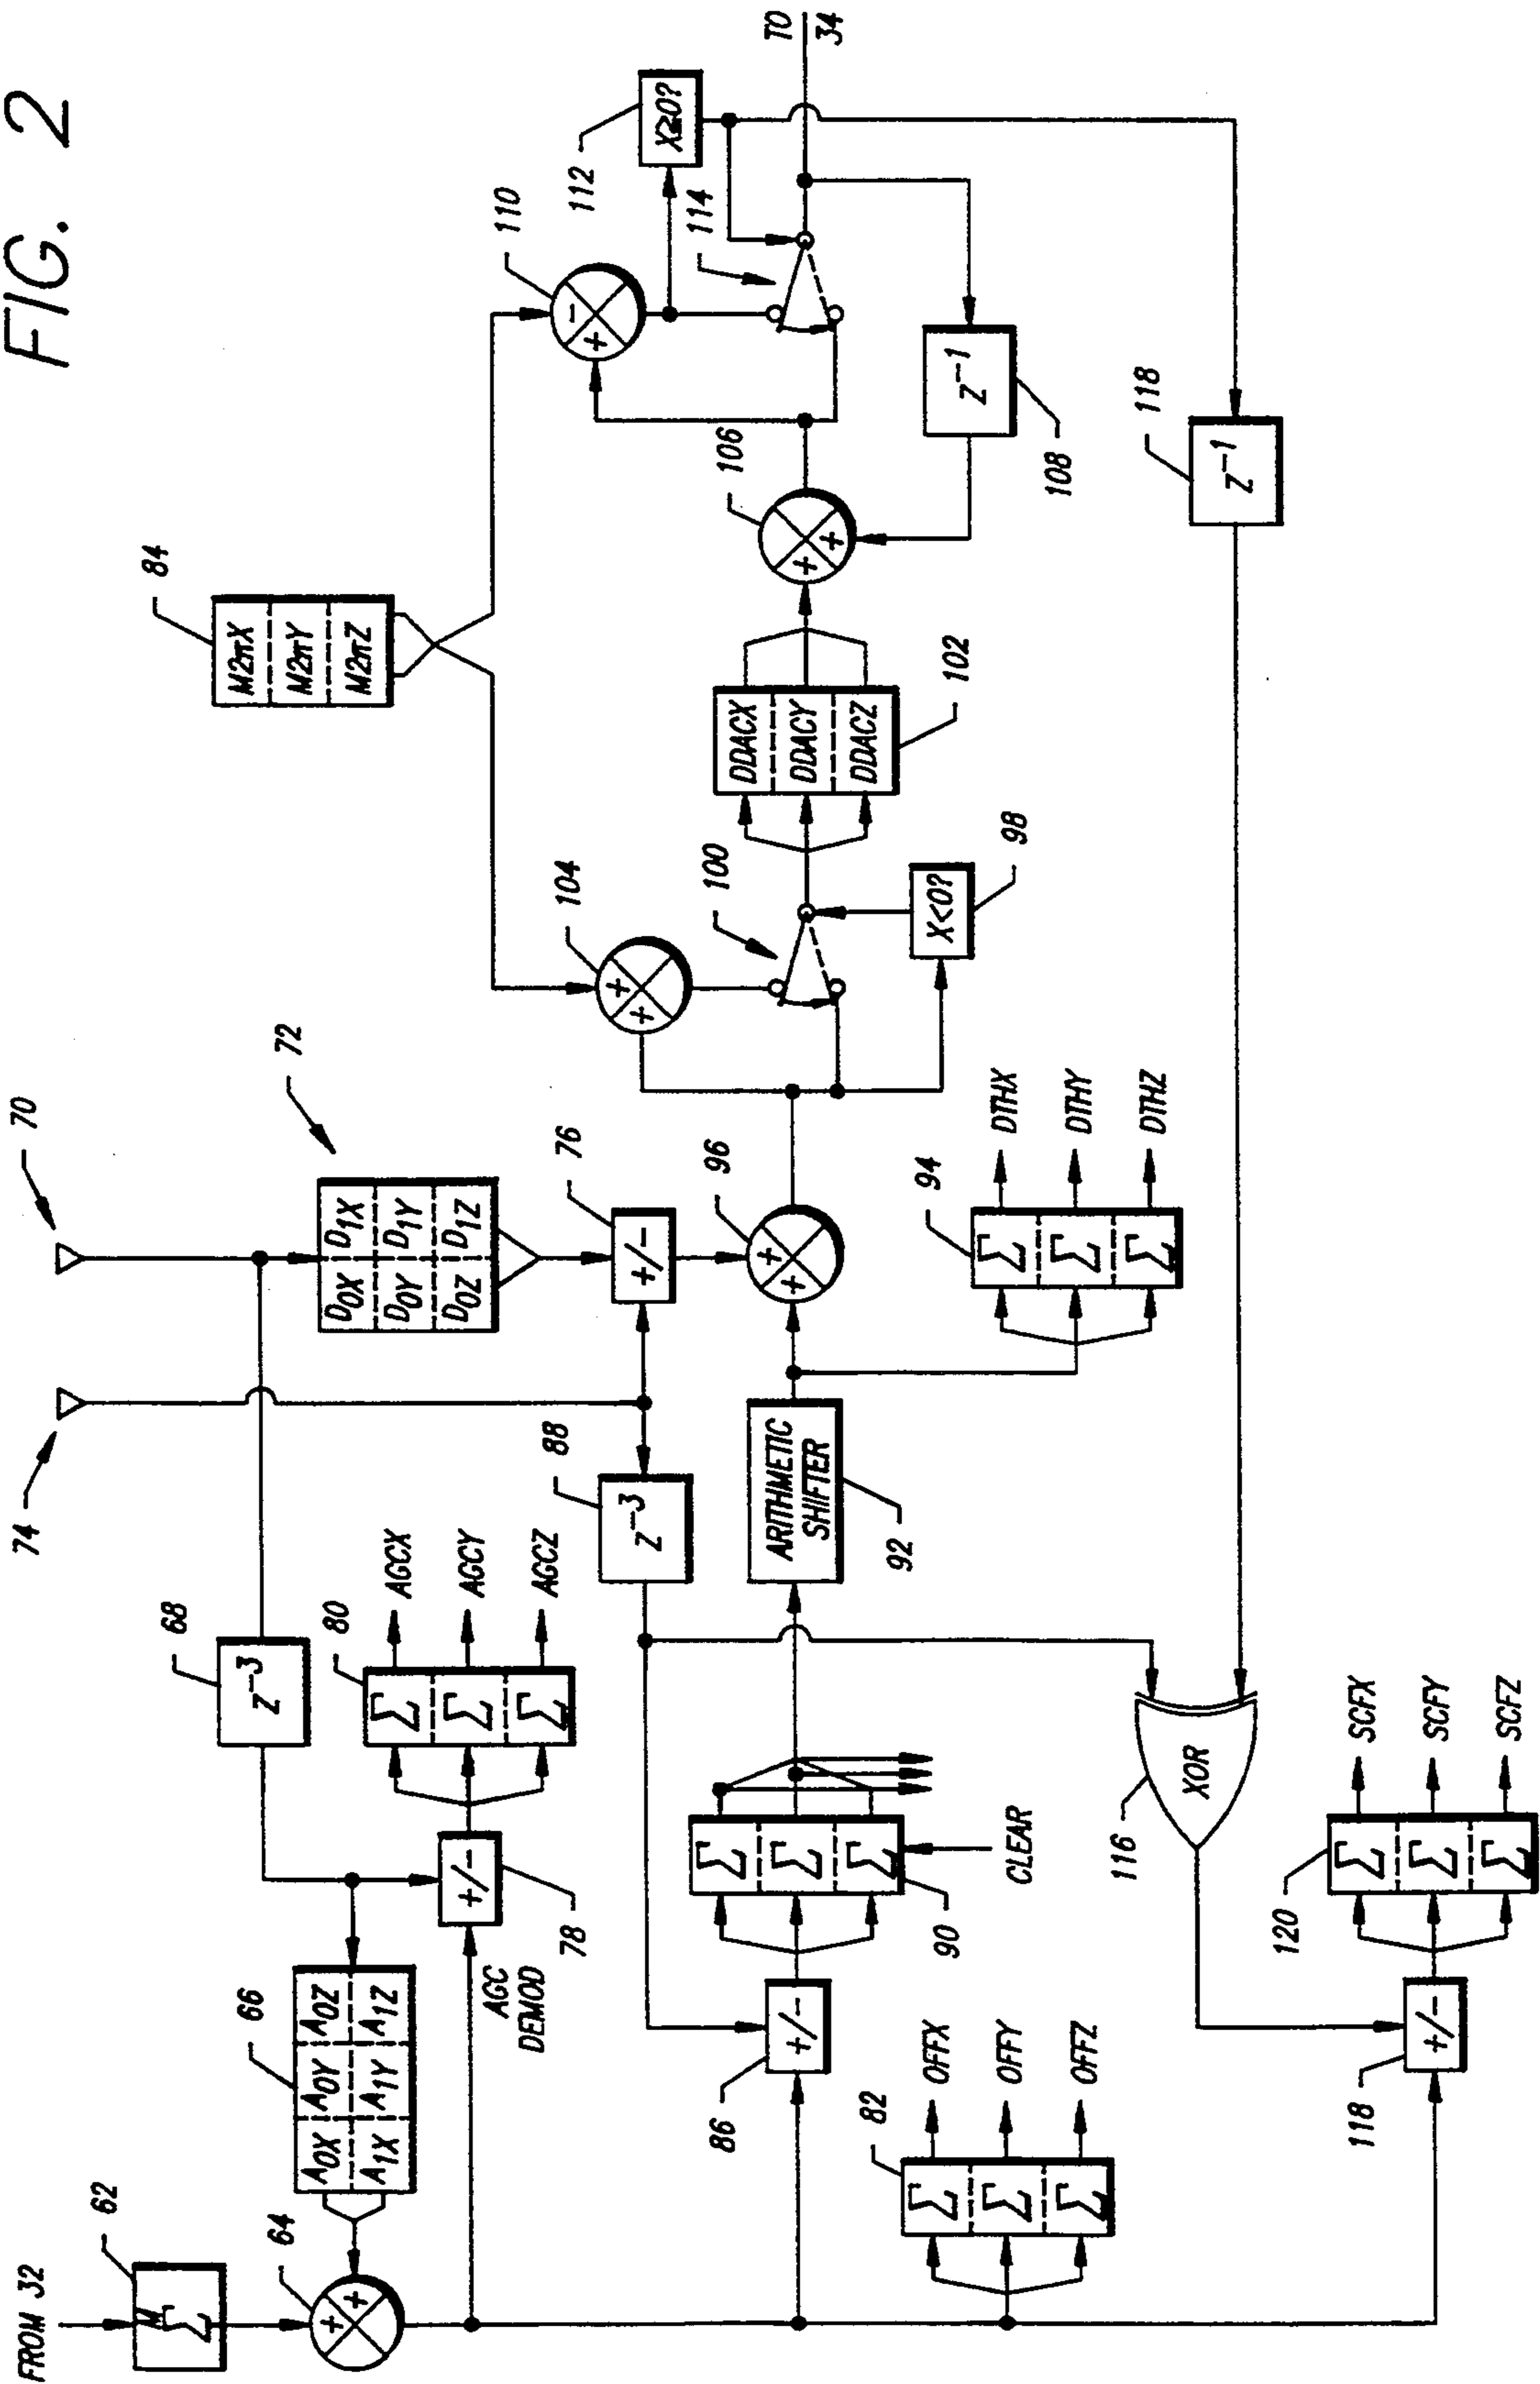 FIG. 2
FROM 32
62
M
Σ
64
+ +
66
A0X A0Y A0Z
A1X A1Y A1Z
68
Z-3
74
70
72
D0X D1X
D0Y D1Y
D0Z D1Z
76
+/-
78
+/-
AGC
DEMOD
80
Σ
Σ
Σ
AGCX
AGCY
AGCZ
82
Σ
Σ
Σ
OFFX
OFFY
OFFZ
84
M2πX
M2πY
M2πZ
86
+/-
88
Z-3
90
Σ
Σ
Σ
CLEAR
92
ARITHMETIC
SHIFTER
94
Σ
Σ
Σ
DTHX
DTHY
DTHZ
96
+ +
98
X<0?
100
102
DDACX
DDACY
DDACZ
104
+ +
106
+ +
108
Z-1
110
+ -
112
X≥0?
114
TO
34
116
XOR
118
Z-1
118
+/-
120
Σ
Σ
Σ
SCFX
SCFY
SCFZ